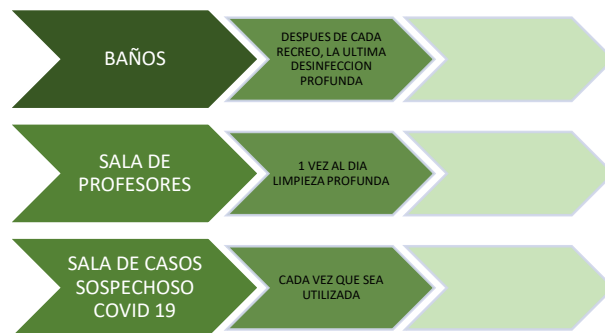 BAÑOS
DESPUES DE CADA
RECREO, LA ULTIMA
DESINFECCION
PROFUNDA
SALA DE
PROFESORES
1 VEZ AL DIA
LIMPIEZA PROFUNDA
SALA DE CASOS
SOSPECHOSO
COVID 19
CADA VEZ QUE SEA
UTILIZADA